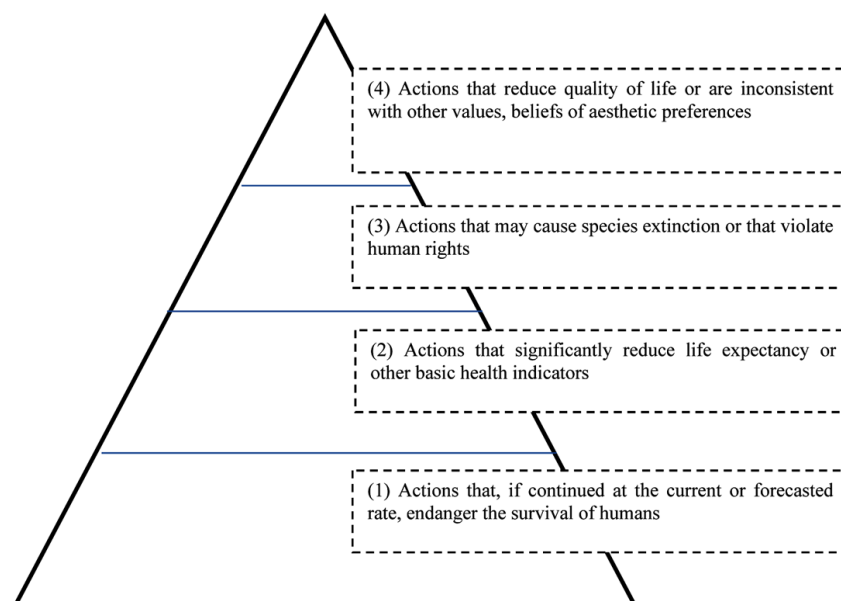 (4) Actions that reduce quality of life or are inconsistent
with other values, beliefs of aesthetic preferences
(3) Actions that may cause species extinction or that violate
human rights
(2) Actions that significantly reduce life expectancy or
other basic health indicators
(1) Actions that, if continued at the current or forecasted
rate, endanger the survival of humans